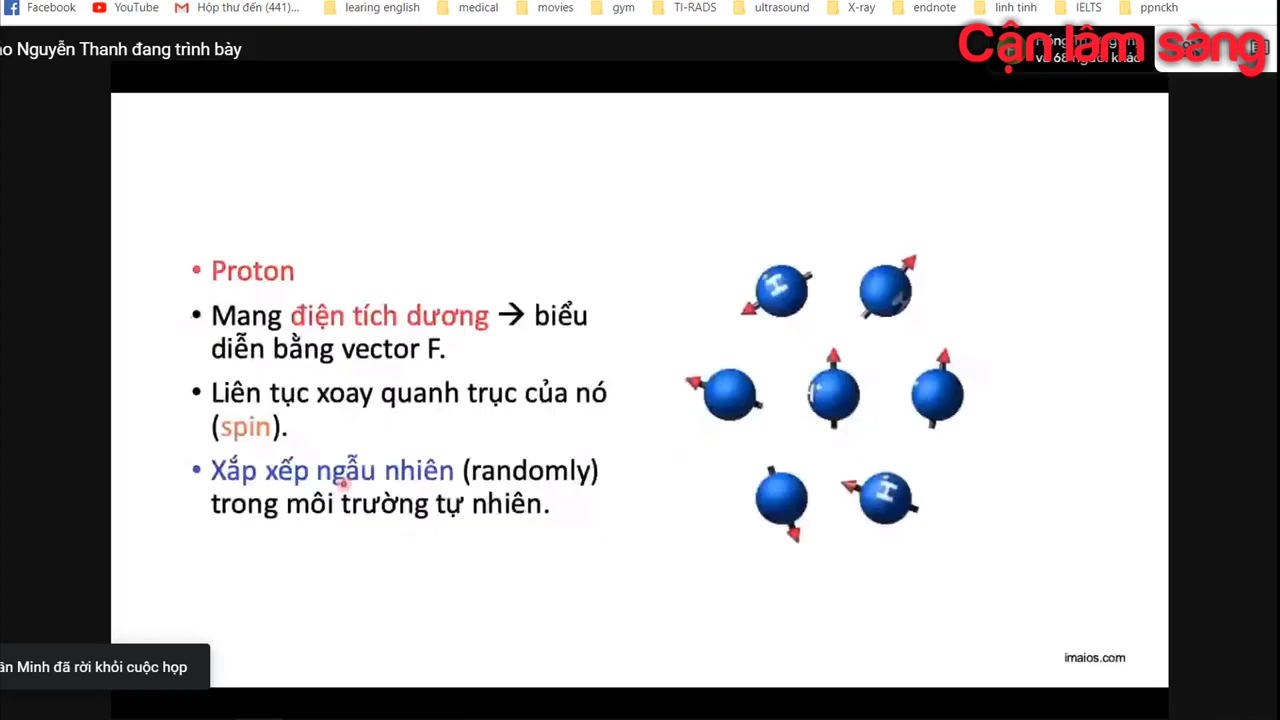 Facebook YouTube Hộp thư đến (441)... learing english medical movies gym TI-RADS ultrasound X-ray endnote linh tinh IELTS ppnckh
Cận lâm sàng
ao Nguyễn Thanh đang trình bày
• Proton
• Mang điện tích dương → biểu
diễn bằng vector F.
• Liên tục xoay quanh trục của nó
(spin).
• Xắp xếp ngẫu nhiên (randomly)
trong môi trường tự nhiên.
H
H
imaios.com
ần Minh đã rời khỏi cuộc họp